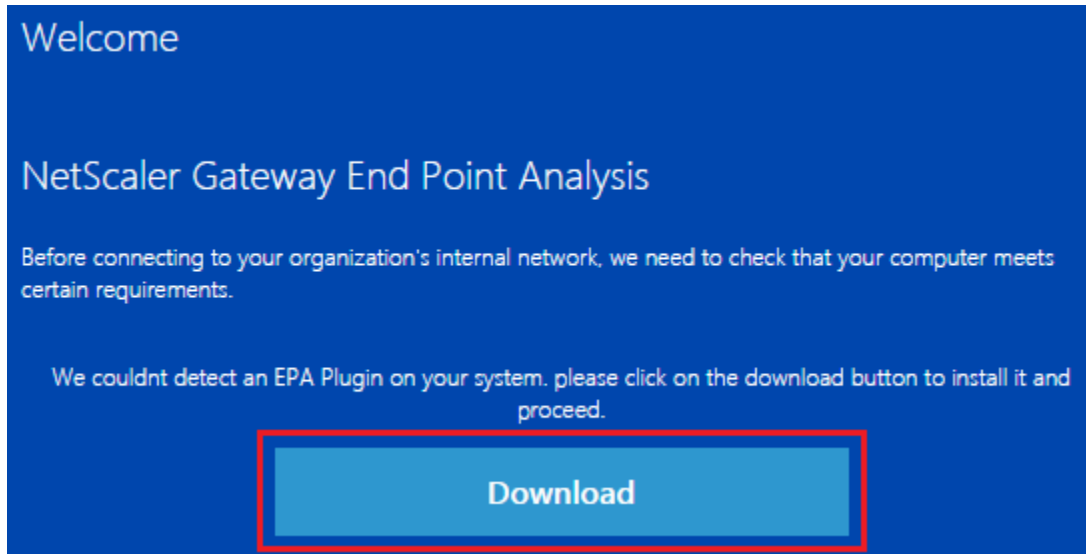 Welcome
NetScaler Gateway End Point Analysis
Before connecting to your organization's internal network, we need to check that your computer meets
certain requirements.
We couldnt detect an EPA Plugin on your system. please click on the download button to install it and
proceed.
Download